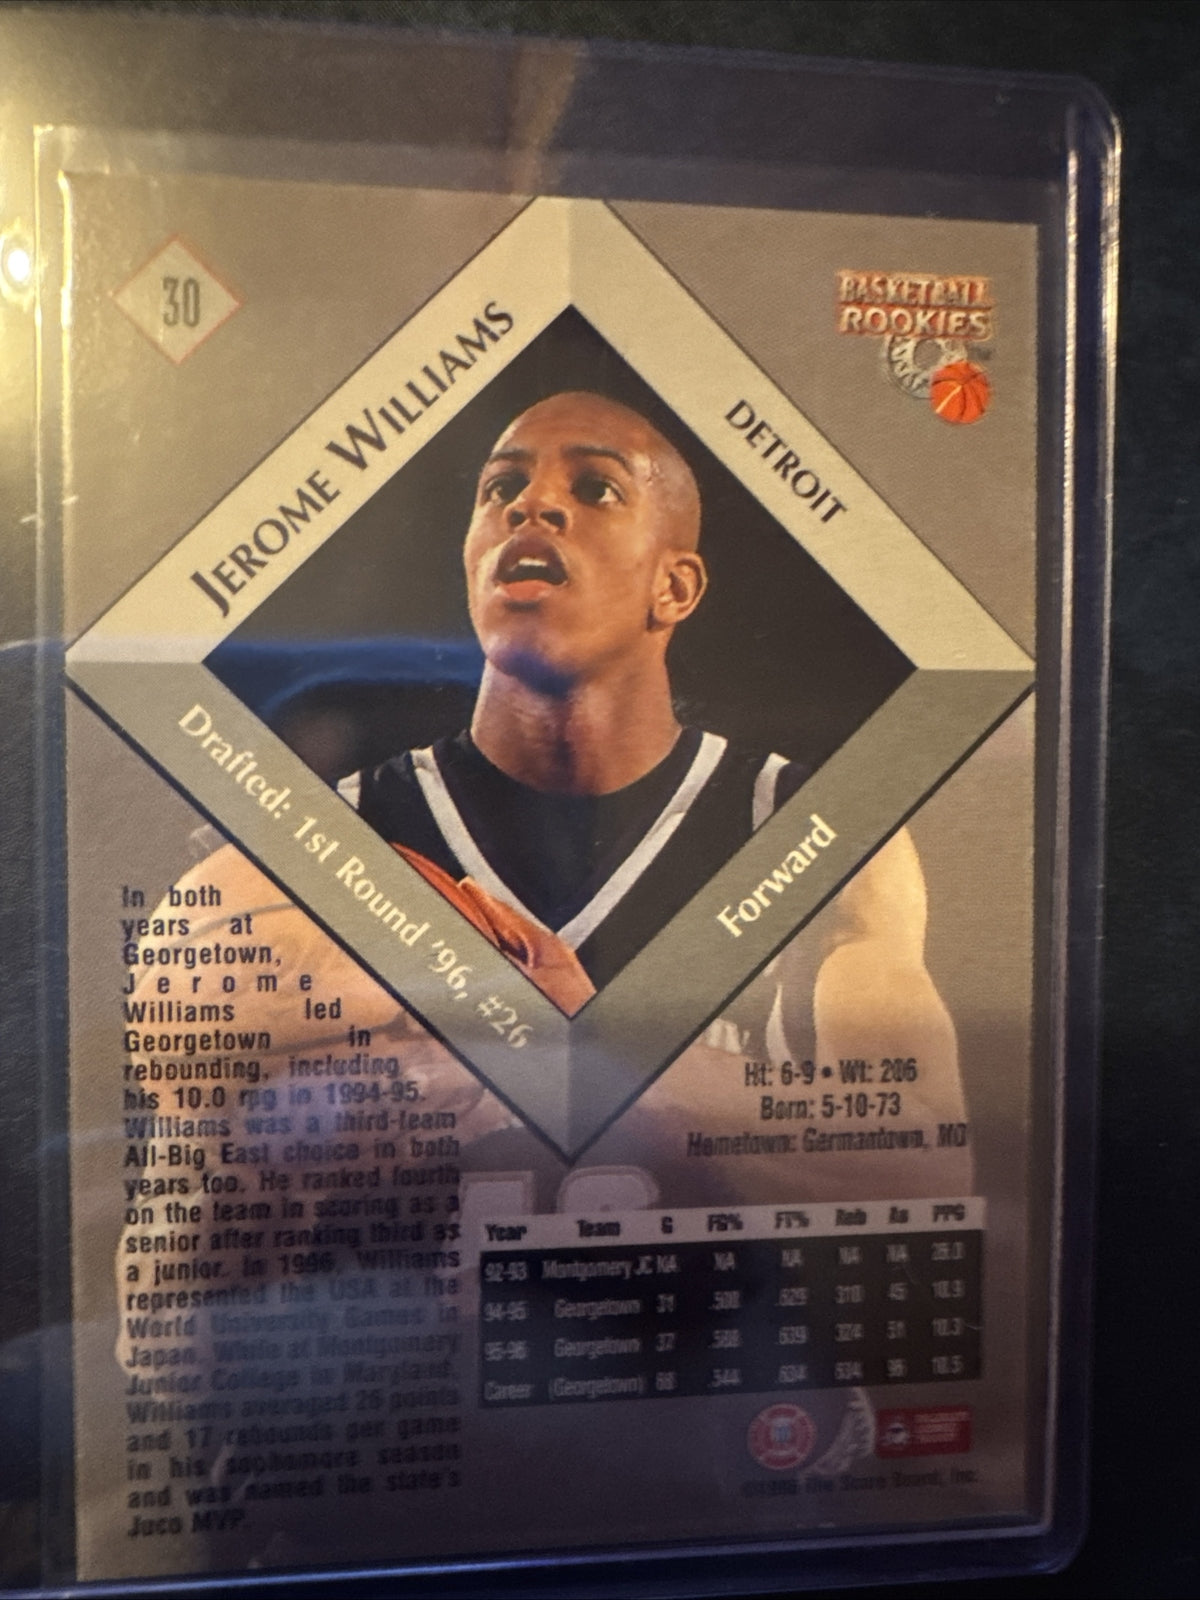 30
BASKETBALL
ROOKIES
TM
JEROME WILLIAMS
DETROIT
Drafted: 1st Round '96, #26
Forward
In both
years at
Georgetown,
Jerome
Williams led
Georgetown in
rebounding, including
his 10.0 rpg in 1994-95.
Williams was a third-team
All-Big East choice in both
years too. He ranked fourth
on the team in scoring as a
senior after ranking third as
a junior. In 1996, Williams
represented the USA at the
World University Games in
Japan. While at Montgomery
Junior College in Maryland,
Williams averaged 26 points
and 17 rebounds per game
in his sophomore season
and was named the state's
Juco MVP.
Ht: 6-9 • Wt: 206
Born: 5-10-73
Hometown: Germantown, MD
Year Team G FG% FT% Reb As PPG
92-93 Montgomery JC NA NA NA NA NA 26.0
94-95 Georgetown 31 .500 .629 310 45 10.9
95-96 Georgetown 37 .588 .639 324 51 10.3
Career (Georgetown) 68 .544 .634 634 96 10.5
The Score Board, Inc.